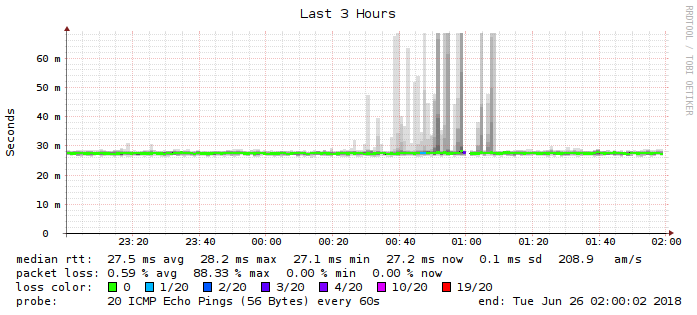 Last 3 Hours
RRDTOOL / TOBI OETIKER
Seconds
60 m
50 m
40 m
30 m
20 m
10 m
0
23:20 23:40 00:00 00:20 00:40 01:00 01:20 01:40 02:00
median rtt: 27.5 ms avg 28.2 ms max 27.1 ms min 27.2 ms now 0.1 ms sd 208.9 am/s
packet loss: 0.59 % avg 88.33 % max 0.00 % min 0.00 % now
loss color: 0 1/20 2/20 3/20 4/20 10/20 19/20
probe: 20 ICMP Echo Pings (56 Bytes) every 60s end: Tue Jun 26 02:00:02 2018